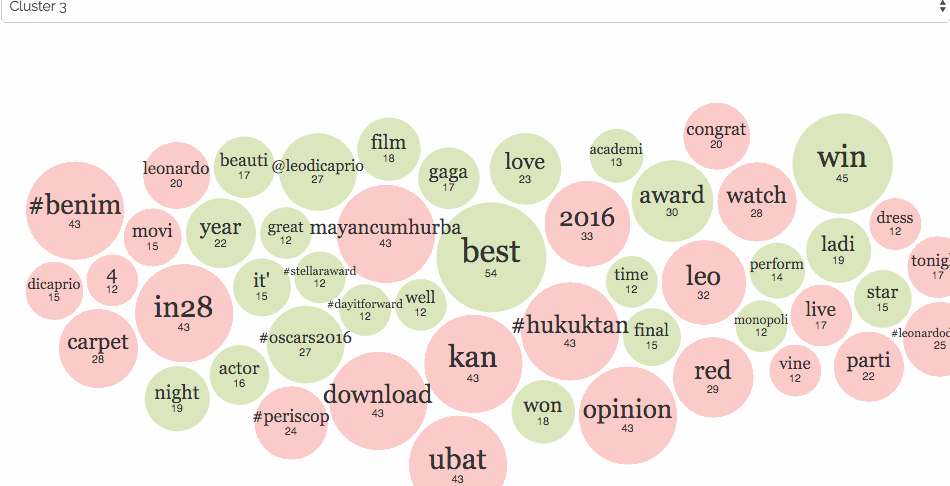 Cluster 3
congrat
20
film
18
academi
13
win
45
beauti
17
@leodicaprio
27
leonardo
20
gaga
17
love
23
award
30
watch
28
#benim
43
movi
15
year
22
great
12
mayancumhurba
43
2016
33
dress
12
best
54
ladi
19
tonig
17
dicaprio
15
4
12
it'
15
#stellaraward
12
time
12
leo
32
perform
14
in28
43
#dayitforward
12
well
12
star
15
carpet
28
#oscars2016
27
#hukuktan
43
final
15
monopoli
12
live
17
#leonardod
25
kan
43
actor
16
red
29
vine
12
parti
22
night
19
download
43
won
18
opinion
43
#periscop
24
ubat
43